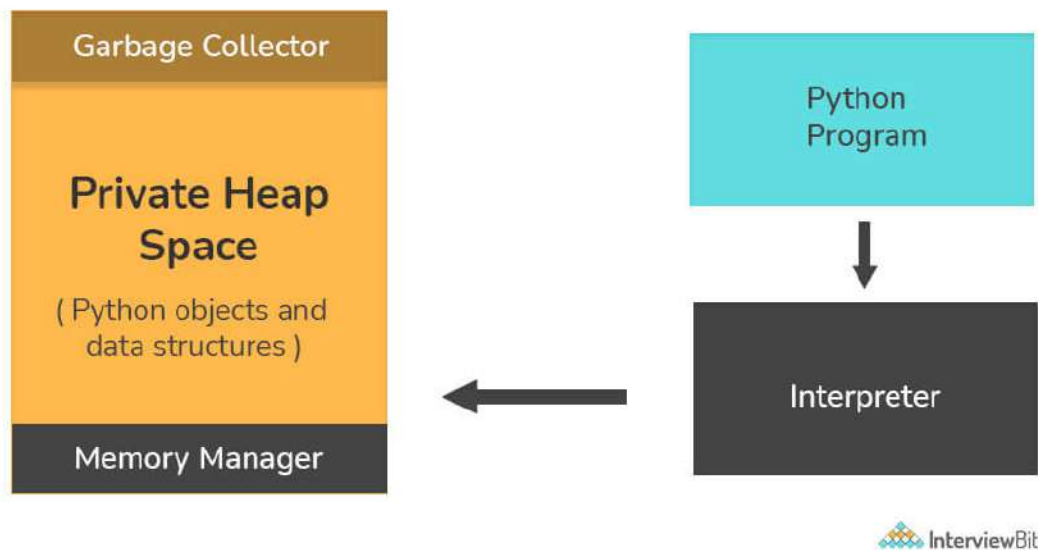 Garbage Collector
Private Heap
Space
( Python objects and
data structures )
Memory Manager
Python
Program
Interpreter
InterviewBit